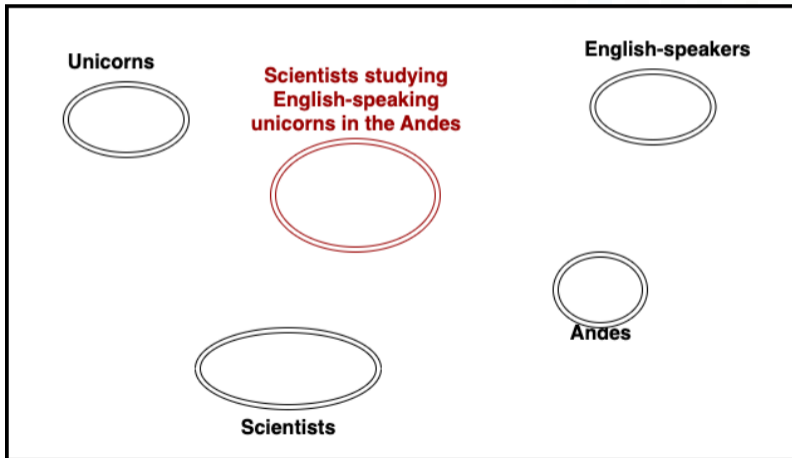 Unicorns
English-speakers
Scientists studying
English-speaking
unicorns in the Andes
Andes
Scientists